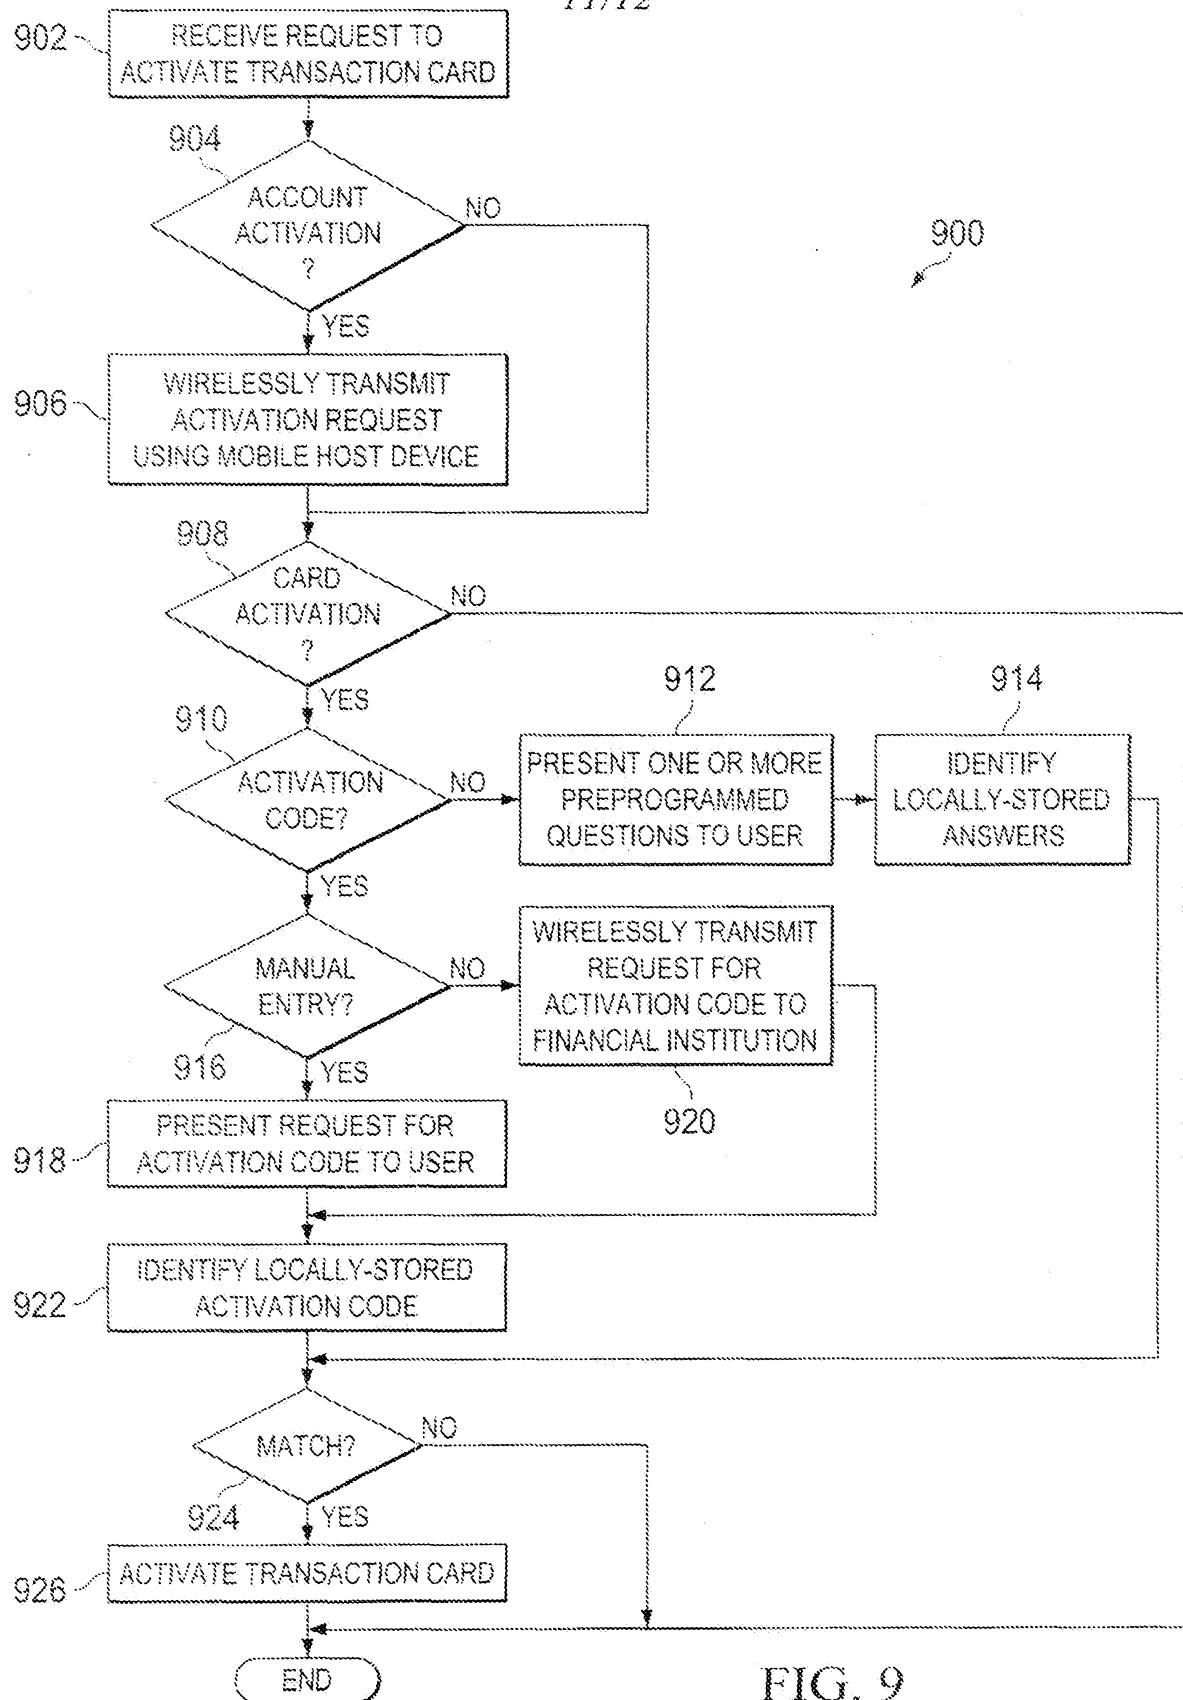 11/12
902
RECEIVE REQUEST TO
ACTIVATE TRANSACTION CARD
904
ACCOUNT
ACTIVATION
?
NO
YES
900
906
WIRELESSLY TRANSMIT
ACTIVATION REQUEST
USING MOBILE HOST DEVICE
908
CARD
ACTIVATION
?
NO
YES
910
ACTIVATION
CODE?
NO
YES
912
PRESENT ONE OR MORE
PREPROGRAMMED
QUESTIONS TO USER
914
IDENTIFY
LOCALLY-STORED
ANSWERS
MANUAL
ENTRY?
NO
916
YES
WIRELESSLY TRANSMIT
REQUEST FOR
ACTIVATION CODE TO
FINANCIAL INSTITUTION
920
918
PRESENT REQUEST FOR
ACTIVATION CODE TO USER
922
IDENTIFY LOCALLY-STORED
ACTIVATION CODE
MATCH?
NO
924
YES
926
ACTIVATE TRANSACTION CARD
END
FIG. 9